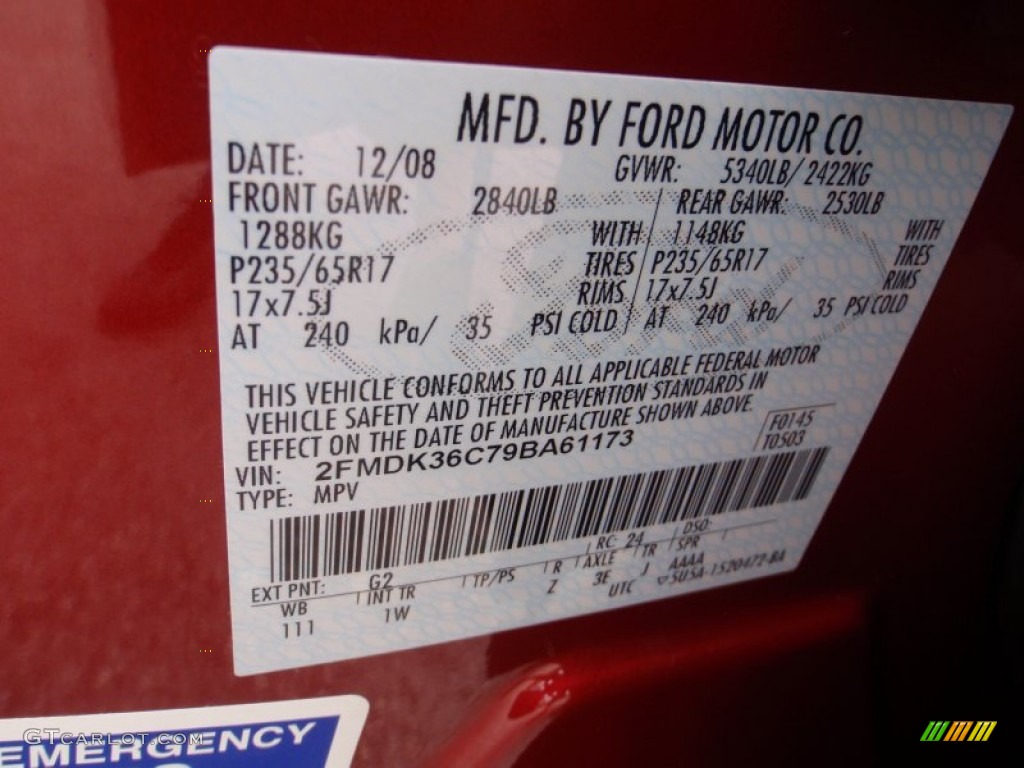 MFD. BY FORD MOTOR CO.
DATE: 12/08 GVWR: 5340LB/2422KG
FRONT GAWR: 2840LB REAR GAWR: 2530LB
1288KG WITH 1148KG WITH
P235/65R17 TIRES P235/65R17 TIRES
17x7.5J RIMS 17x7.5J RIMS
AT 240 kPa/ 35 PSI COLD AT 240 kPa/ 35 PSI COLD
THIS VEHICLE CONFORMS TO ALL APPLICABLE FEDERAL MOTOR
VEHICLE SAFETY AND THEFT PREVENTION STANDARDS IN
EFFECT ON THE DATE OF MANUFACTURE SHOWN ABOVE.
F0145
VIN: 2FMDK36C79BA61173 T0503
TYPE: MPV
EXT PNT: G2 RC: 24 DSO:
WB INT TR TP/PS R AXLE TR SPR
111 1W Z 3E J AAAA
UTC ▽5U5A-1520472-BA
GTCarLot.com
EMERGENCY